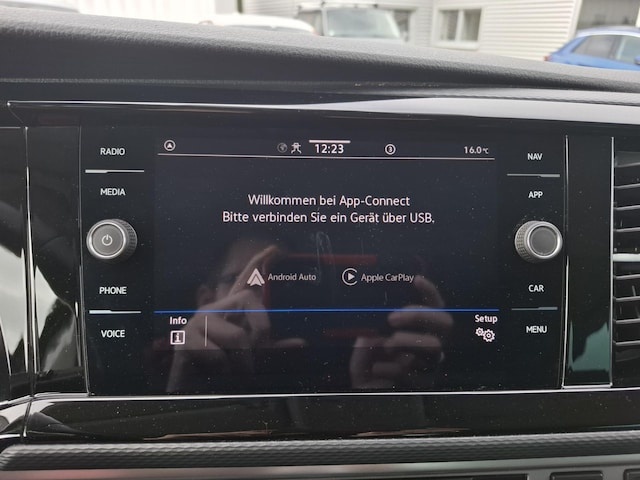 RADIO
MEDIA
PHONE
VOICE
12:23
3
16.0°C
Willkommen bei App-Connect
Bitte verbinden Sie ein Gerät über USB.
Android Auto
Apple CarPlay
Info
Setup
NAV
APP
CAR
MENU